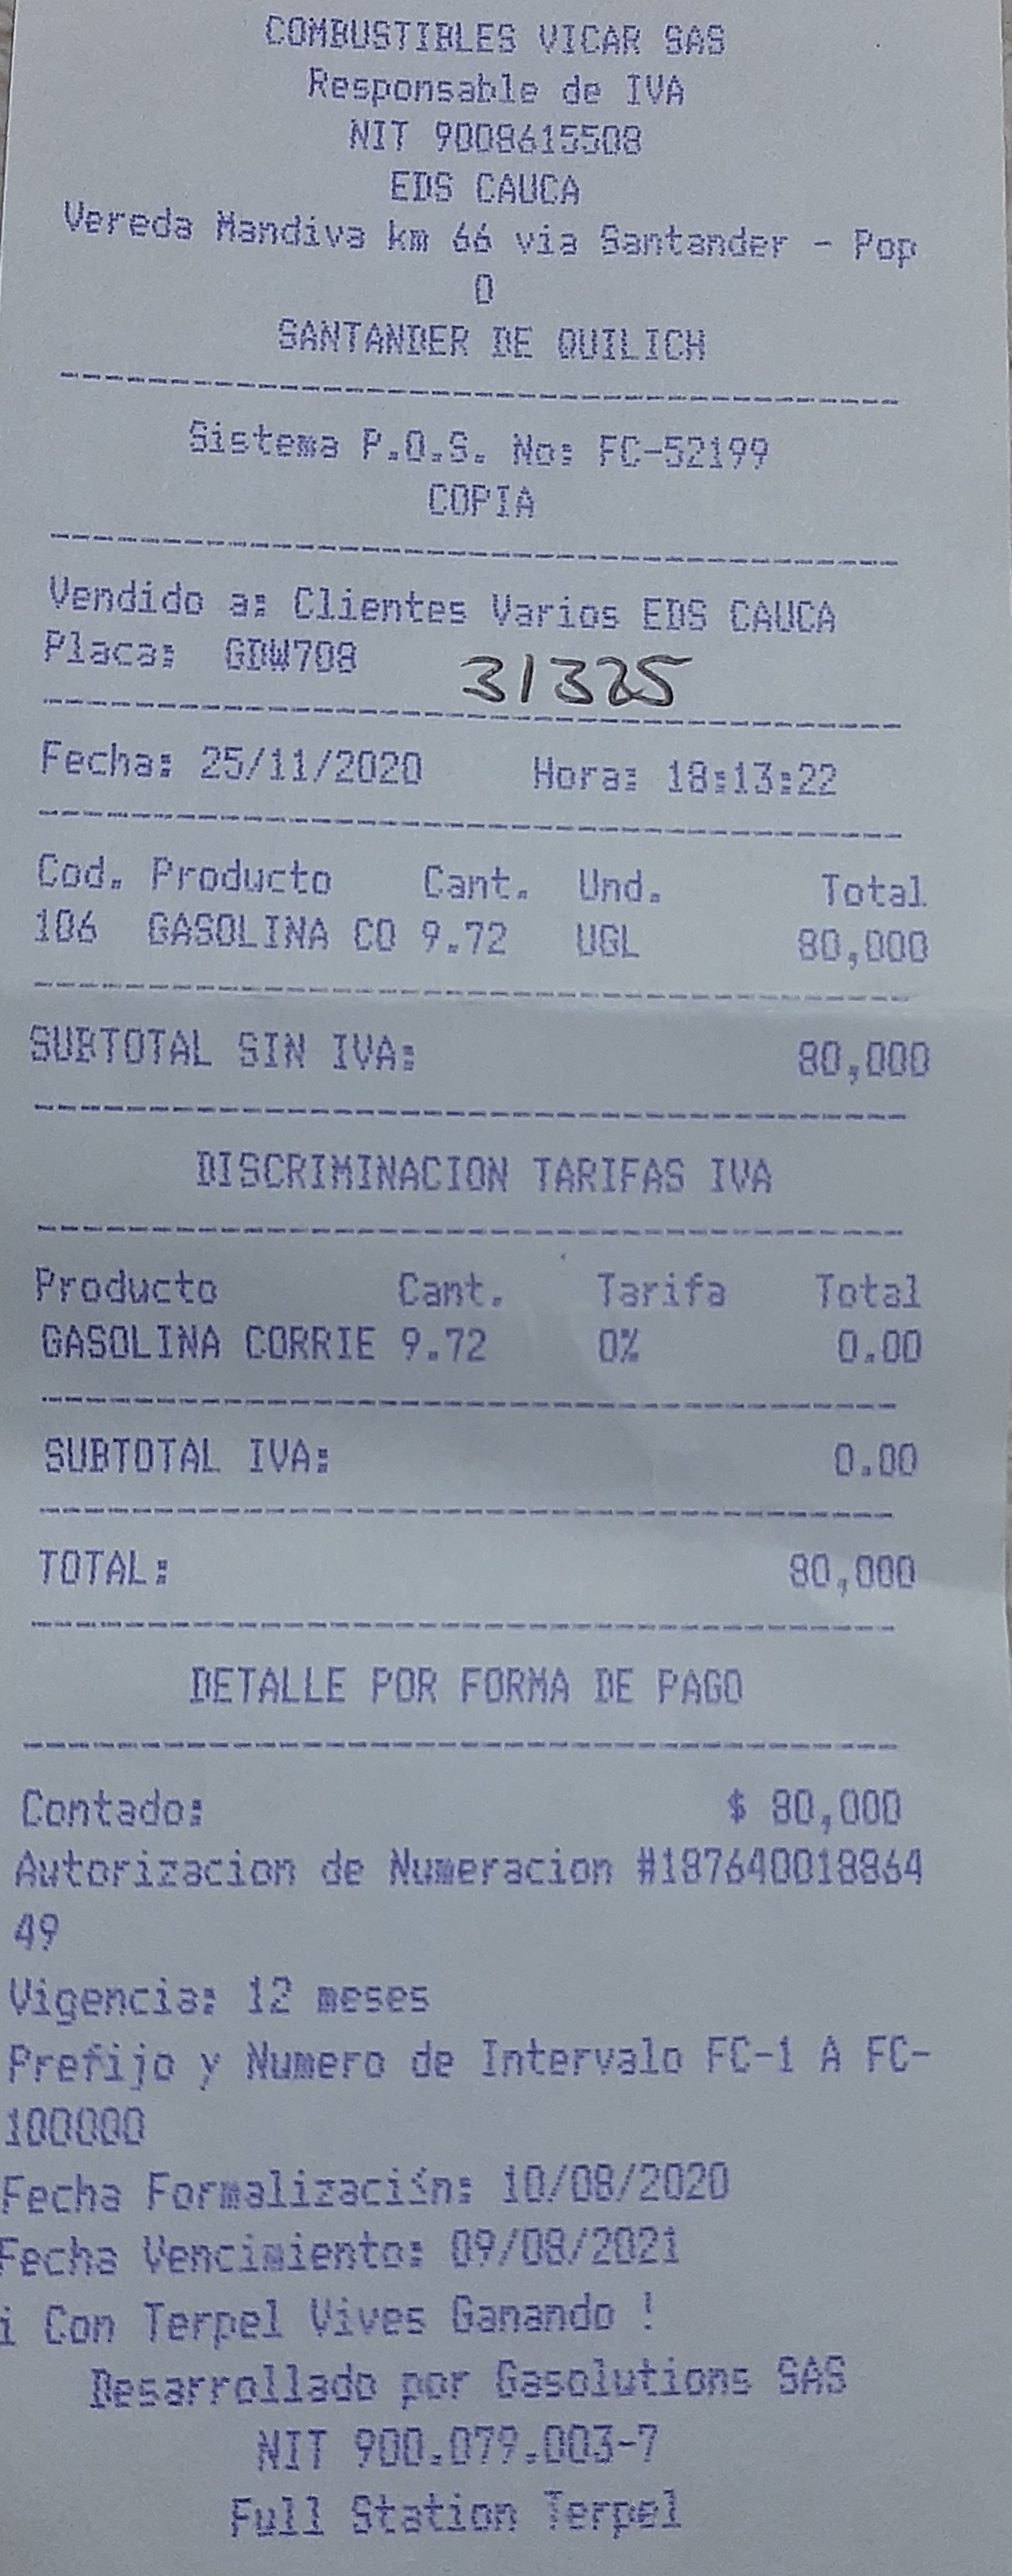 COMBUSTIBLES VICAR SAS
Responsable de IVA
NIT 9008615508
EDS CAUCA
Vereda Mandiva km 66 via Santander - Pop
0
SANTANDER DE QUILICH
Sistema P.O.S. No: FC-52199
COPIA
Vendido a: Clientes Varios EDS CAUCA
Placa: GDW708 31325
Fecha: 25/11/2020 Hora: 18:13:22
Cod. Producto Cant. Und. Total
106 GASOLINA CO 9.72 UGL 80,000
SUBTOTAL SIN IVA: 80,000
DISCRIMINACION TARIFAS IVA
Producto Cant. Tarifa Total
GASOLINA CORRIE 9.72 0% 0.00
SUBTOTAL IVA: 0.00
TOTAL: 80,000
DETALLE POR FORMA DE PAGO
Contado: $ 80,000
Autorizacion de Numeracion #187640018864
49
Vigencia: 12 meses
Prefijo y Numero de Intervalo FC-1 A FC-
100000
Fecha Formalizacíín: 10/08/2020
Fecha Vencimiento: 09/08/2021
¡ Con Terpel Vives Ganando !
Desarrollado por Gasolutions SAS
NIT 900.079.003-7
Full Station Terpel